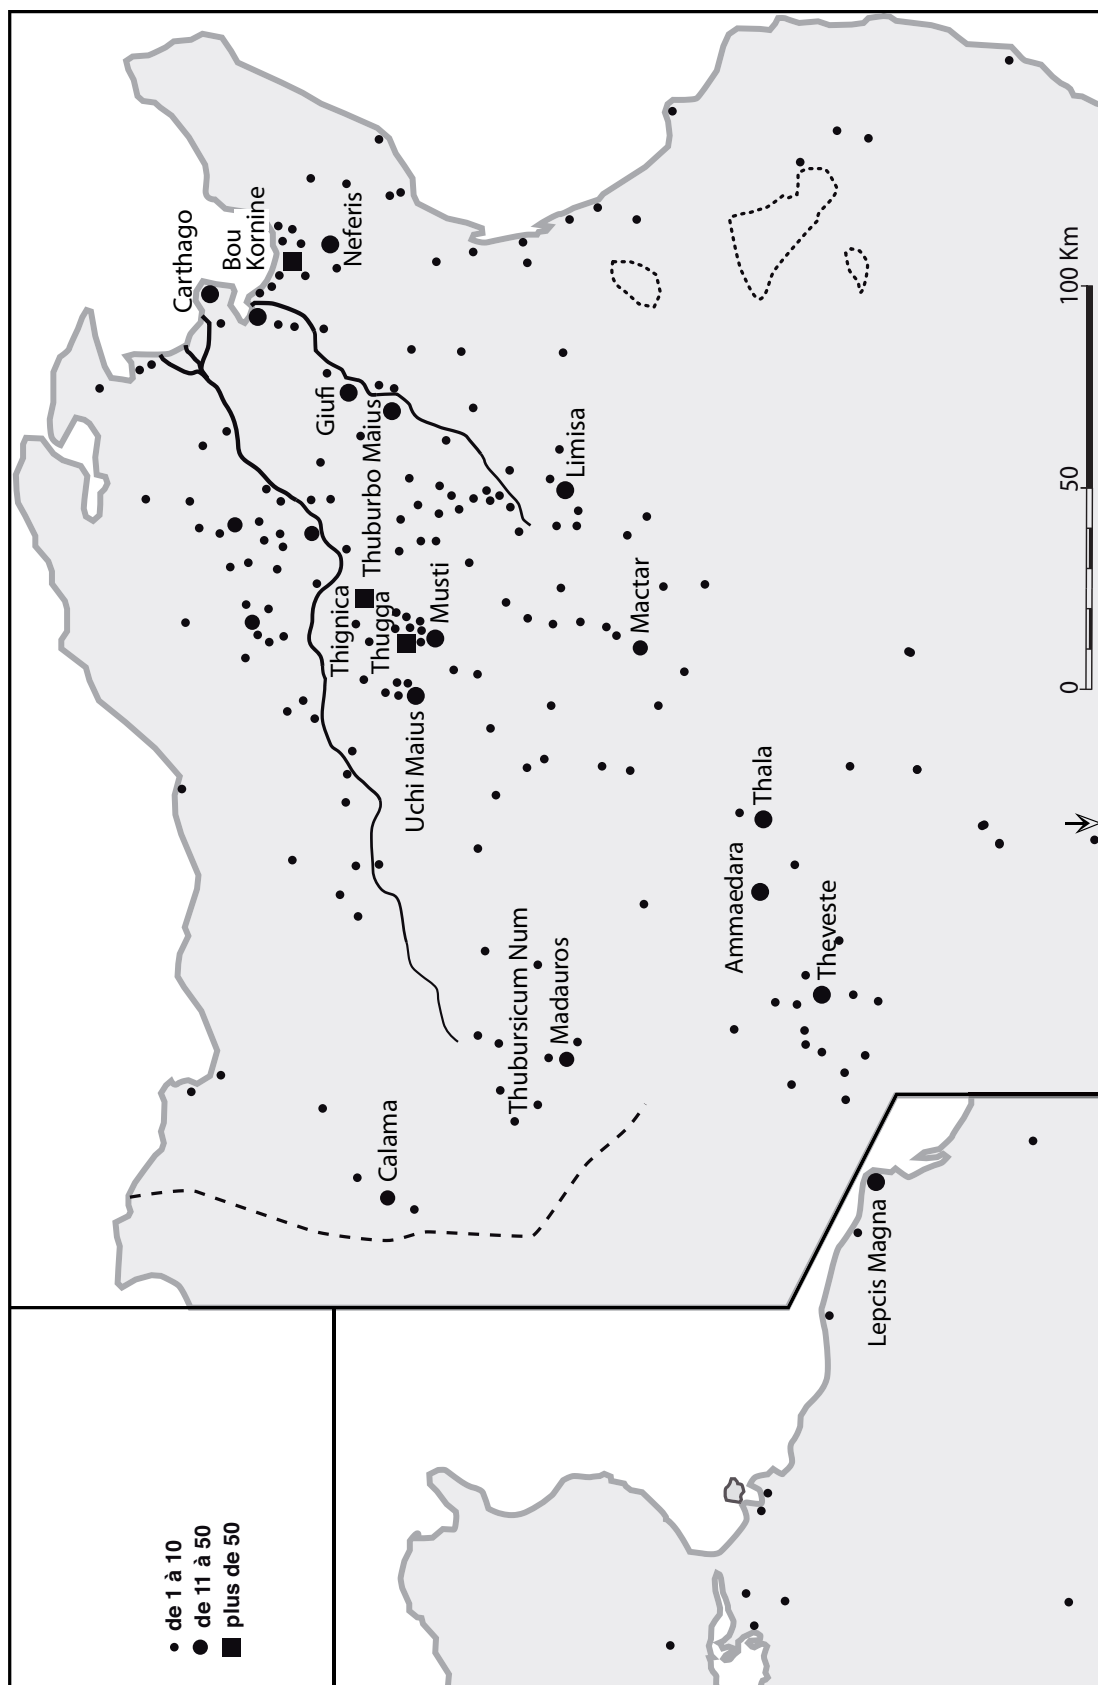 de 1 à 10
de 11 à 50
plus de 50
Carthago
Bou
Kornine
Neferis
Giufi
Thuburbo Maius
Thignica
Thugga
Musti
Uchi Maius
Limisa
Mactar
Thubursicum Num
Madauros
Calama
Ammaedara
Thala
Theveste
Lepcis Magna
0
50
100 Km